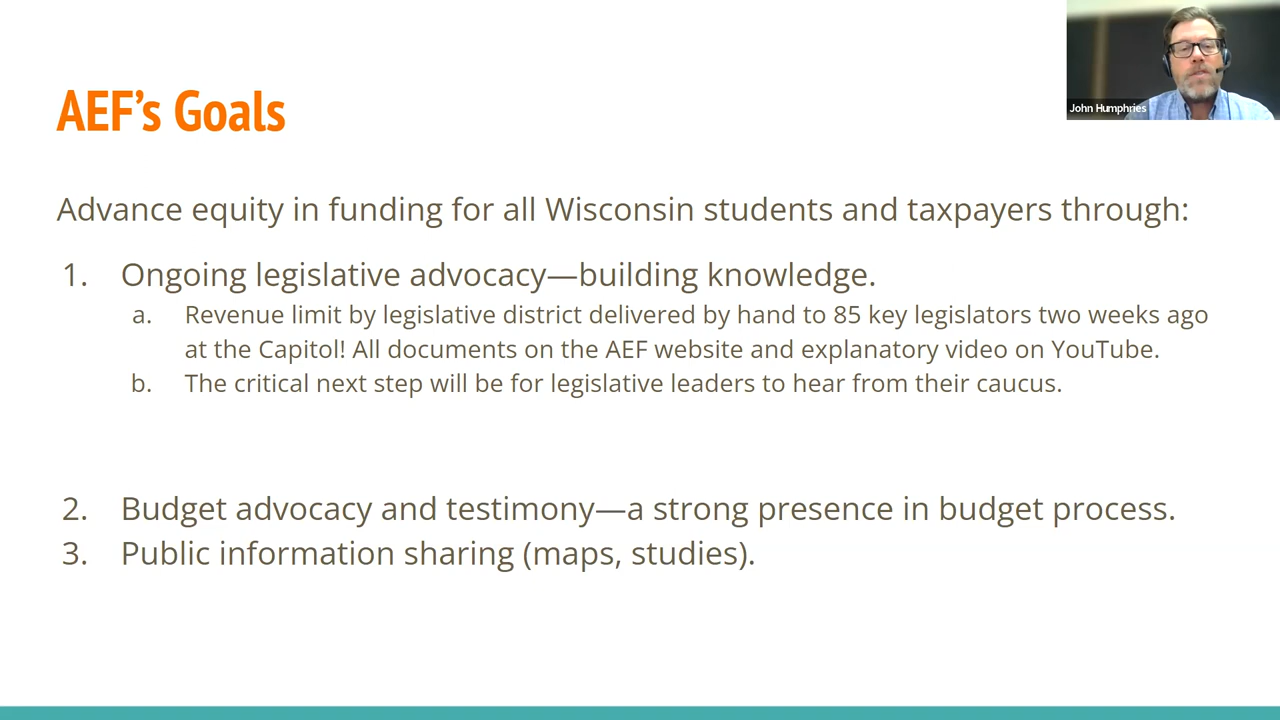 AEF’s Goals
John Humphries
Advance equity in funding for all Wisconsin students and taxpayers through:
1. Ongoing legislative advocacy—building knowledge.
a. Revenue limit by legislative district delivered by hand to 85 key legislators two weeks ago
at the Capitol! All documents on the AEF website and explanatory video on YouTube.
b. The critical next step will be for legislative leaders to hear from their caucus.
2. Budget advocacy and testimony—a strong presence in budget process.
3. Public information sharing (maps, studies).